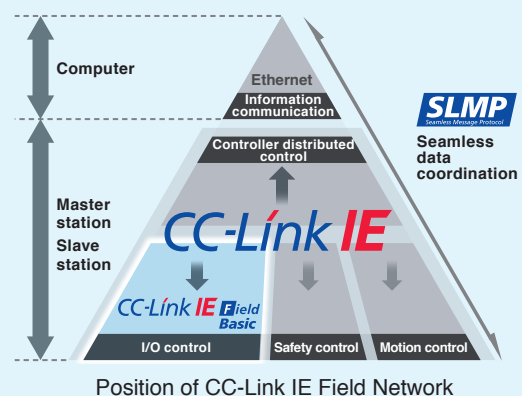 Computer
Ethernet
Information
communication
SLMP
Seamless Message Protocol
Seamless
data
coordination
Controller distributed
control
Master
station
Slave
station
CC-Link IE
CC-Link IE Field
Basic
I/O control
Safety control
Motion control
Position of CC-Link IE Field Network